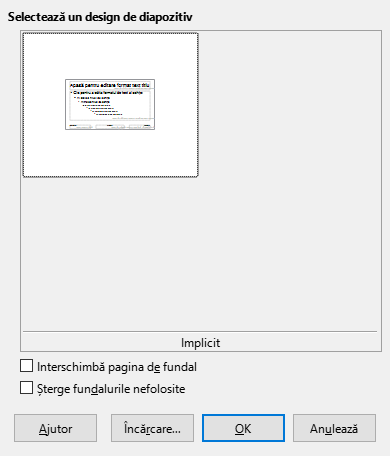 Selectează un design de diapozitiv
Apasă pentru editare format text titlu
Implicit
Interschimbă pagina de fundal
Șterge fundalurile nefolosite
Ajutor
Încărcare...
OK
Anulează